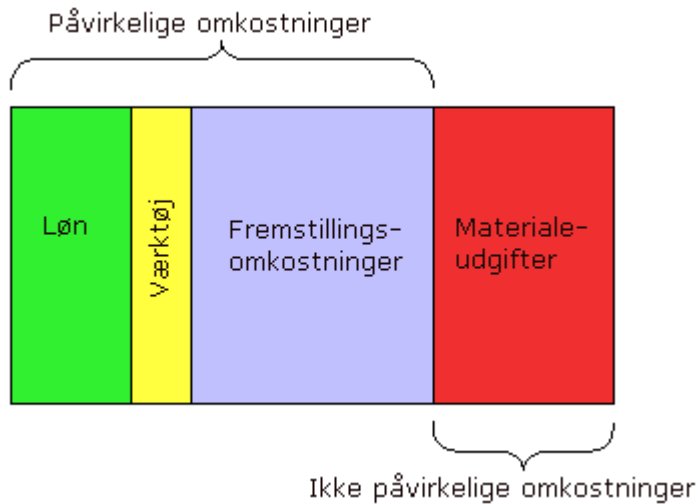 Påvirkelige omkostninger
Løn
Værktøj
Fremstillings-
omkostninger
Materiale-
udgifter
Ikke påvirkelige omkostninger